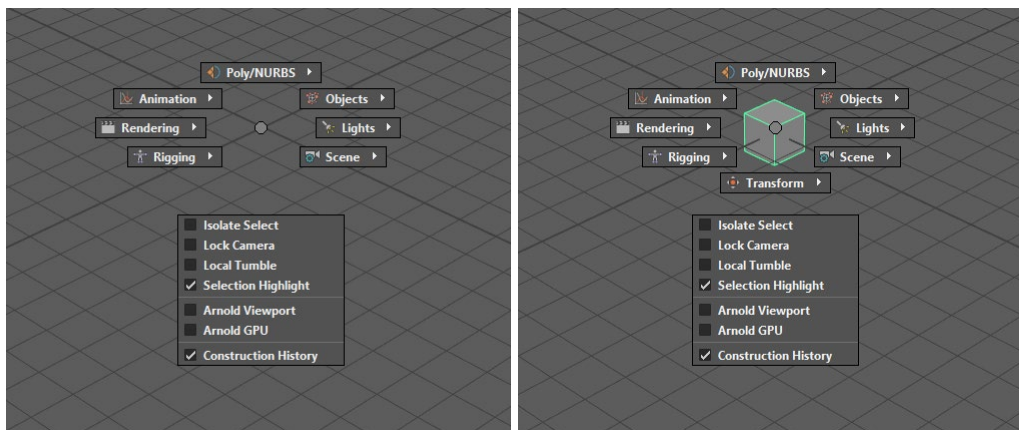 Poly/NURBS
Animation
Objects
Rendering
Lights
Rigging
Scene
Isolate Select
Lock Camera
Local Tumble
Selection Highlight
Arnold Viewport
Arnold GPU
Construction History
Poly/NURBS
Animation
Objects
Rendering
Lights
Rigging
Scene
Transform
Isolate Select
Lock Camera
Local Tumble
Selection Highlight
Arnold Viewport
Arnold GPU
Construction History